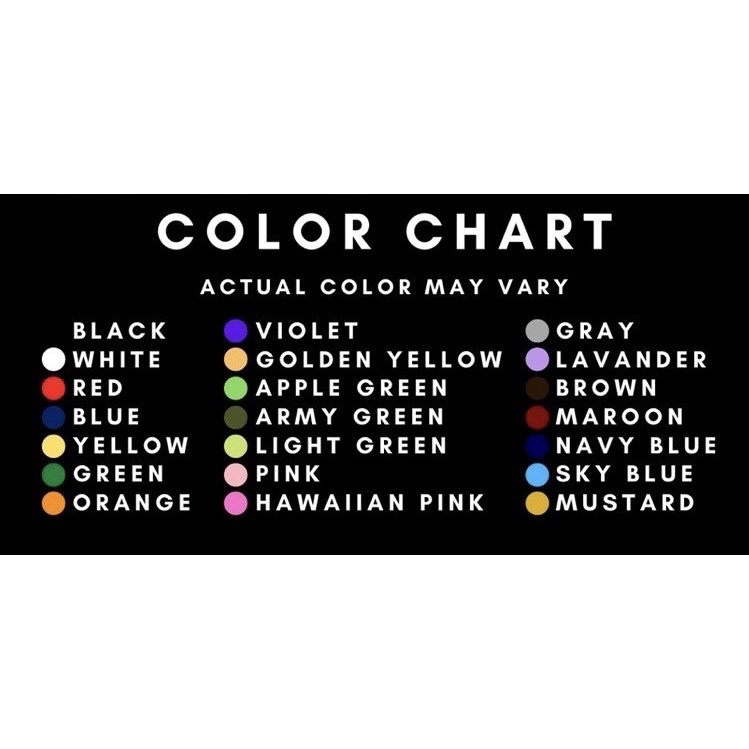 COLOR CHART
ACTUAL COLOR MAY VARY
BLACK
WHITE
RED
BLUE
YELLOW
GREEN
ORANGE
VIOLET
GOLDEN YELLOW
APPLE GREEN
ARMY GREEN
LIGHT GREEN
PINK
HAWAIIAN PINK
GRAY
LAVANDER
BROWN
MAROON
NAVY BLUE
SKY BLUE
MUSTARD